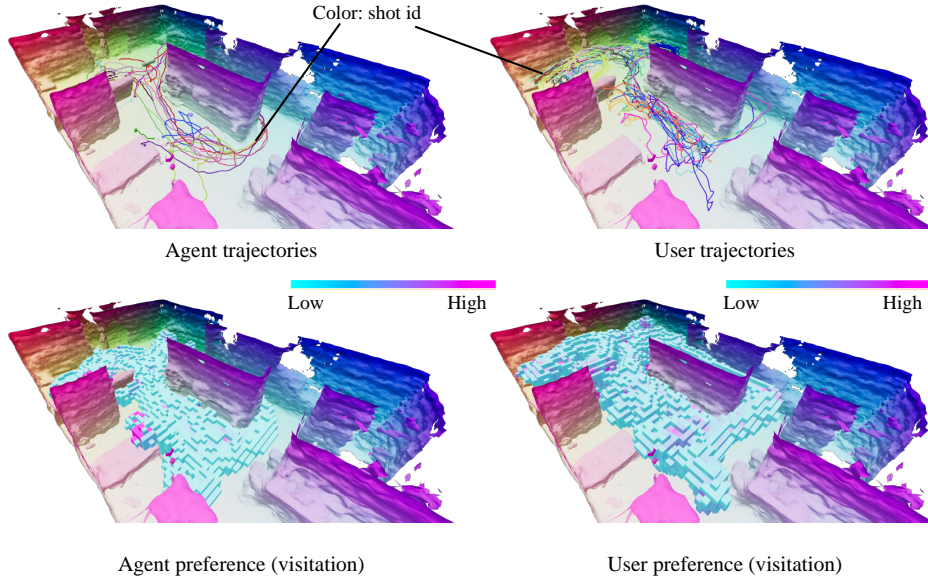 Color: shot id
Agent trajectories
User trajectories
Low High
Low High
Agent preference (visitation)
User preference (visitation)